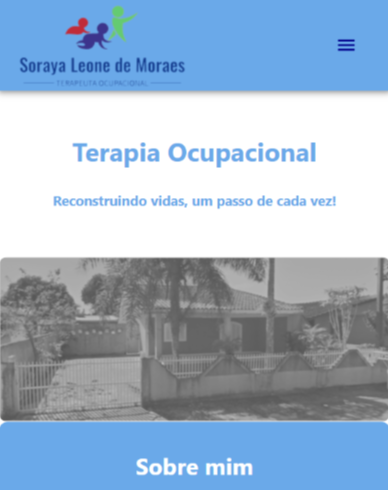 Soraya Leone de Moraes
TERAPEUTA OCUPACIONAL
Terapia Ocupacional
Reconstruindo vidas, um passo de cada vez!
Sobre mim